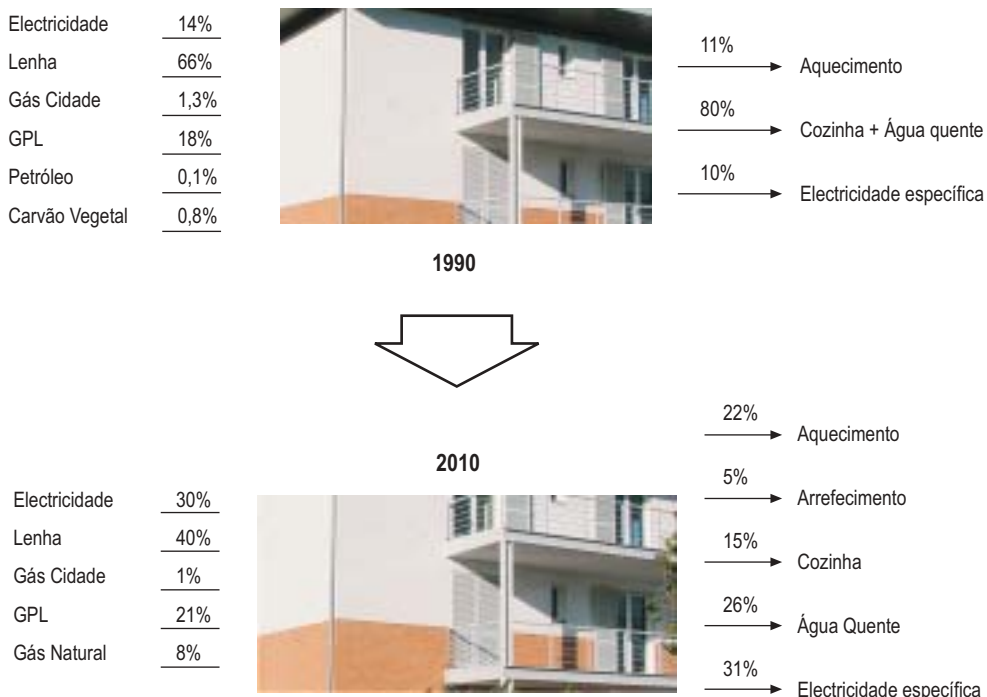 Electricidade 14%
Lenha 66%
Gás Cidade 1,3%
GPL 18%
Petróleo 0,1%
Carvão Vegetal 0,8%
11% Aquecimento
80% Cozinha + Água quente
10% Electricidade específica
1990
2010
Electricidade 30%
Lenha 40%
Gás Cidade 1%
GPL 21%
Gás Natural 8%
22% Aquecimento
5% Arrefecimento
15% Cozinha
26% Água Quente
31% Electricidade específica